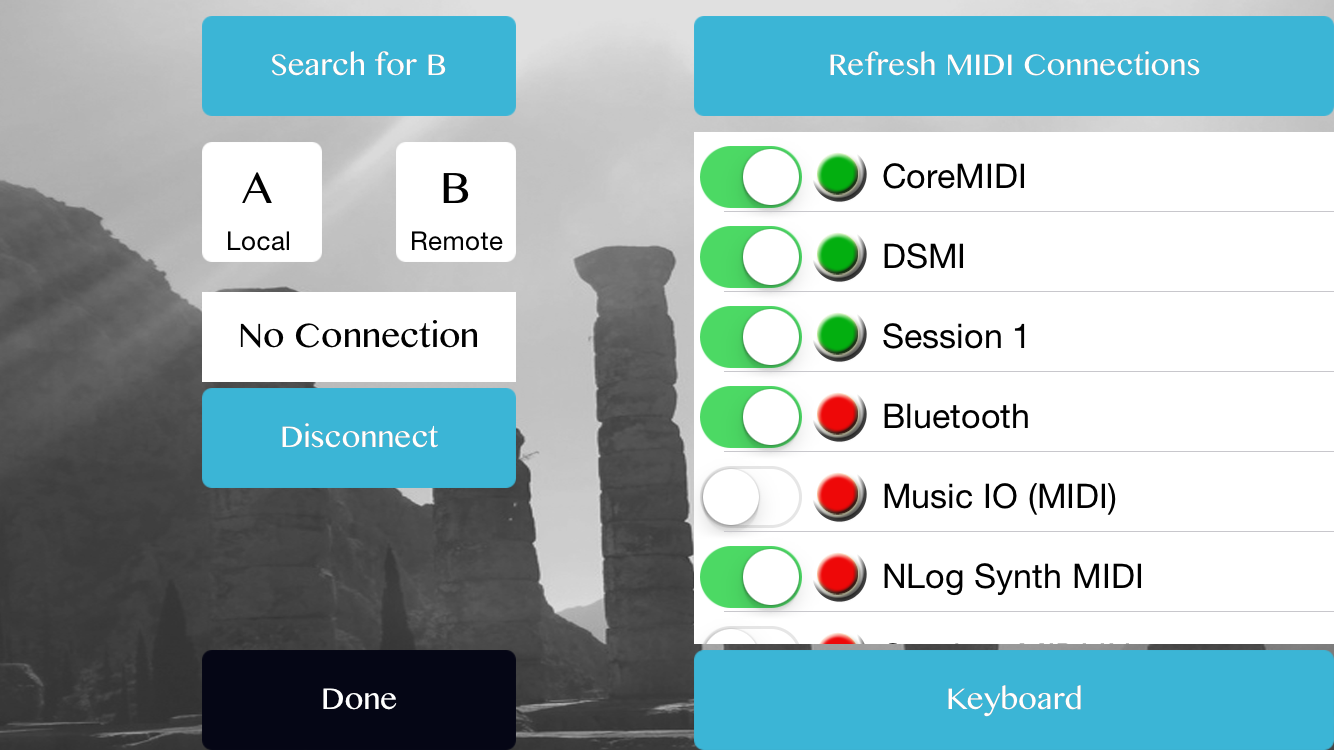 Search for B
Refresh MIDI Connections
A
Local
B
Remote
No Connection
Disconnect
Done
CoreMIDI
DSMI
Session 1
Bluetooth
Music IO (MIDI)
NLog Synth MIDI
Keyboard